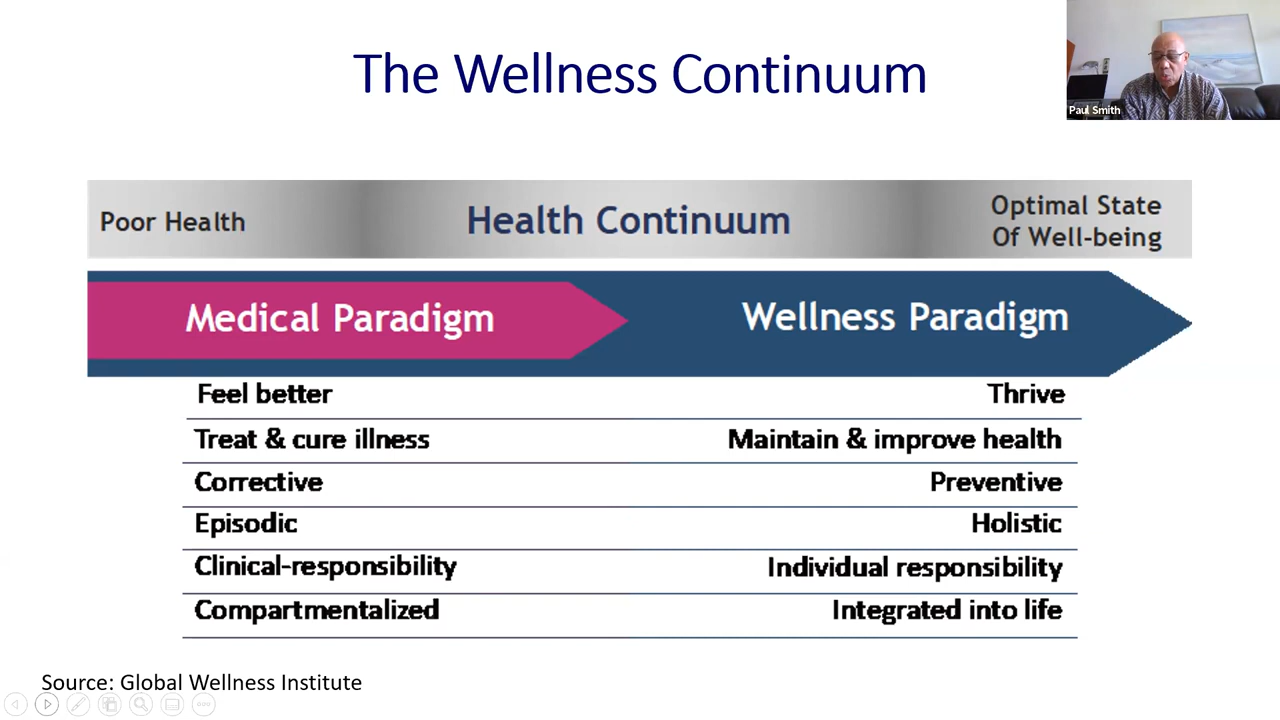 The Wellness Continuum
Paul Smith
Poor Health
Health Continuum
Optimal State
Of Well-being
Medical Paradigm
Wellness Paradigm
Feel better
Thrive
Treat & cure illness
Maintain & improve health
Corrective
Preventive
Episodic
Holistic
Clinical-responsibility
Individual responsibility
Compartmentalized
Integrated into life
Source: Global Wellness Institute